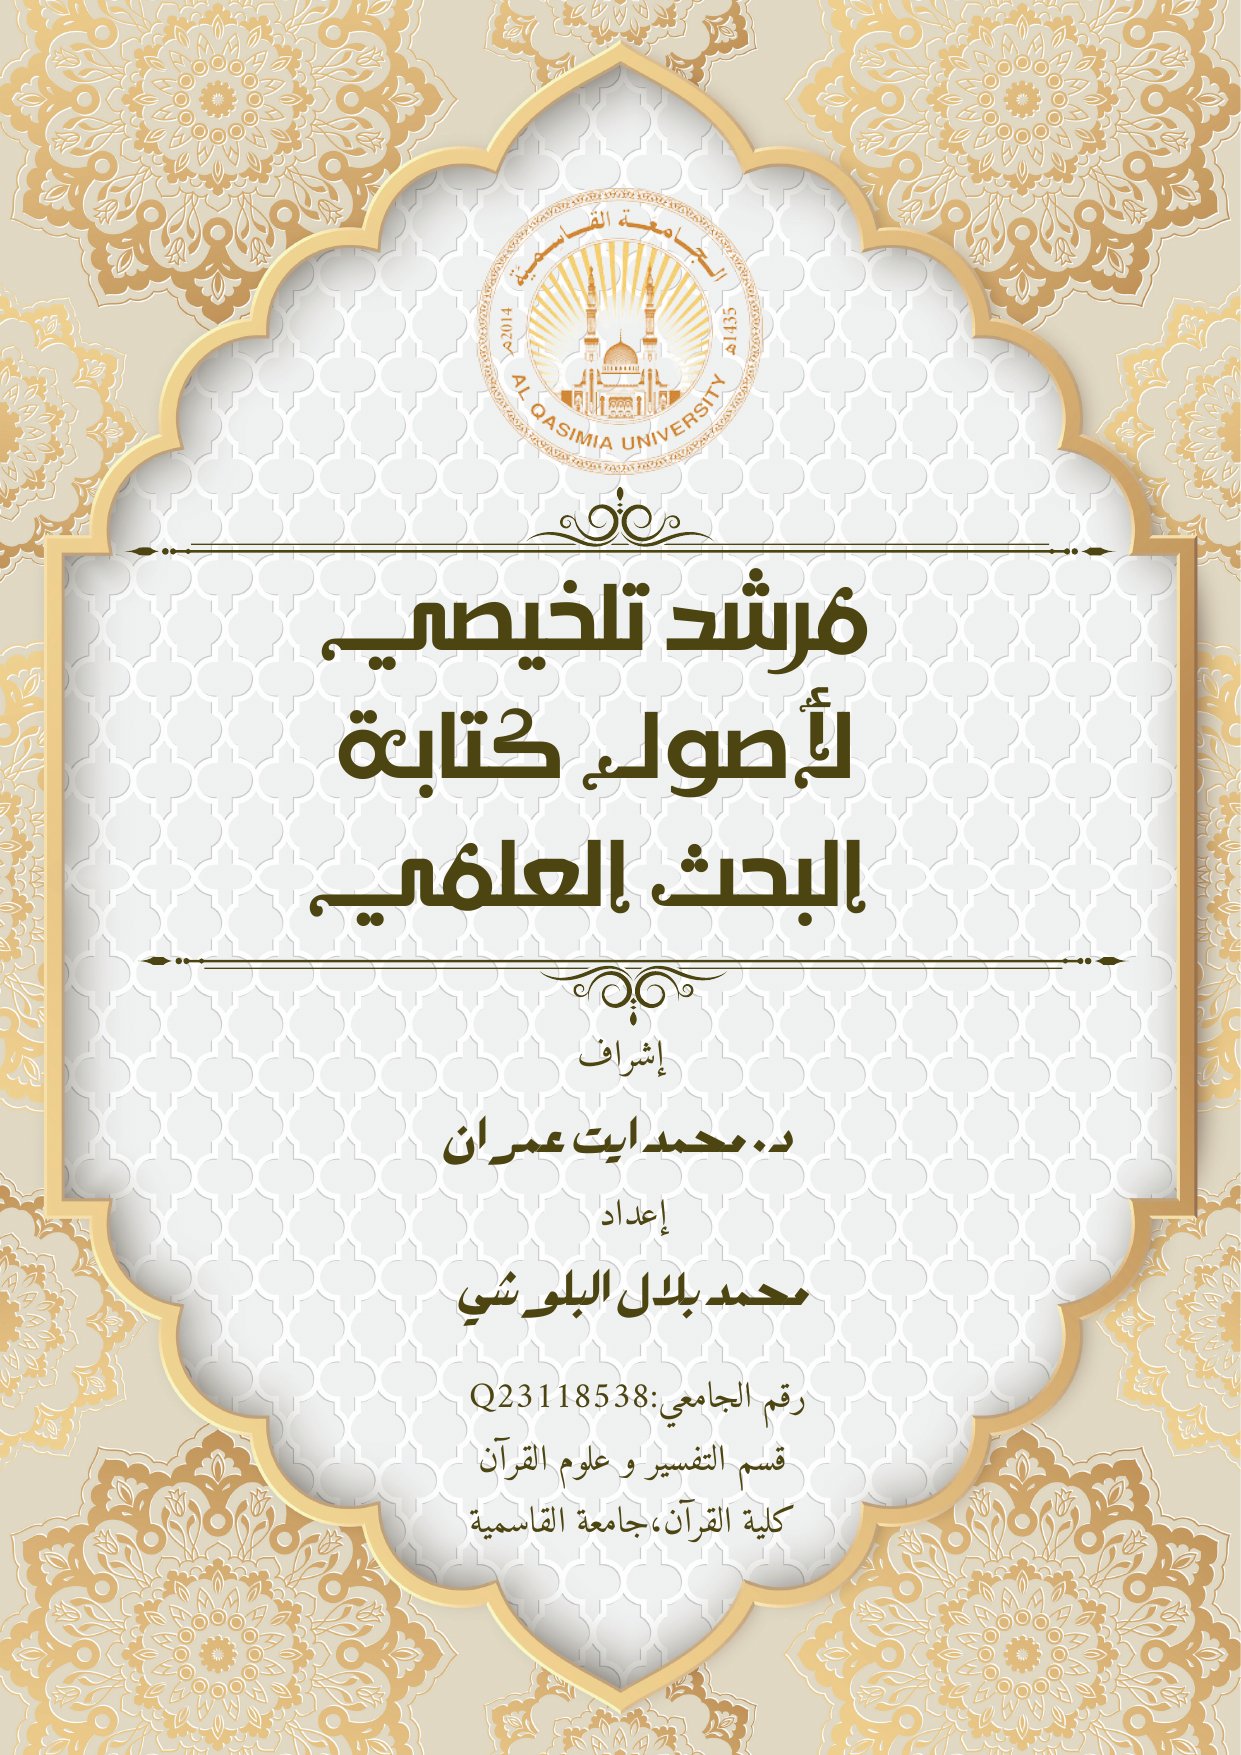 الجامعة القاسمية
2014م
1435هـ
AL QASIMIA UNIVERSITY
مرشد تلخيصي
لأصول كتابة
البحث العلمي
إشراف
د. محمد ايت عمران
إعداد
محمد بلال البلوشي
رقم الجامعي:Q23118538
قسم التفسير و علوم القرآن
كلية القرآن،جامعة القاسمية